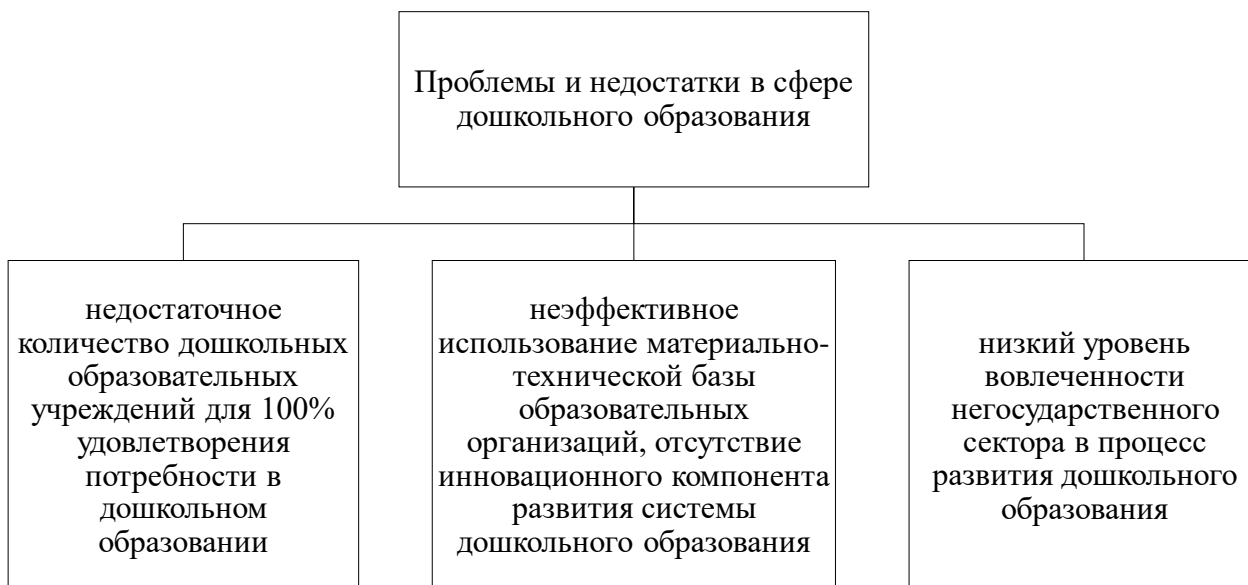 Проблемы и недостатки в сфере
дошкольного образования
недостаточное
количество дошкольных
образовательных
учреждений для 100%
удовлетворения
потребности в
дошкольном
образовании
неэффективное
использование материально-
технической базы
образовательных
организаций, отсутствие
инновационного компонента
развития системы
дошкольного образования
низкий уровень
вовлеченности
негосударственного
сектора в процесс
развития дошкольного
образования